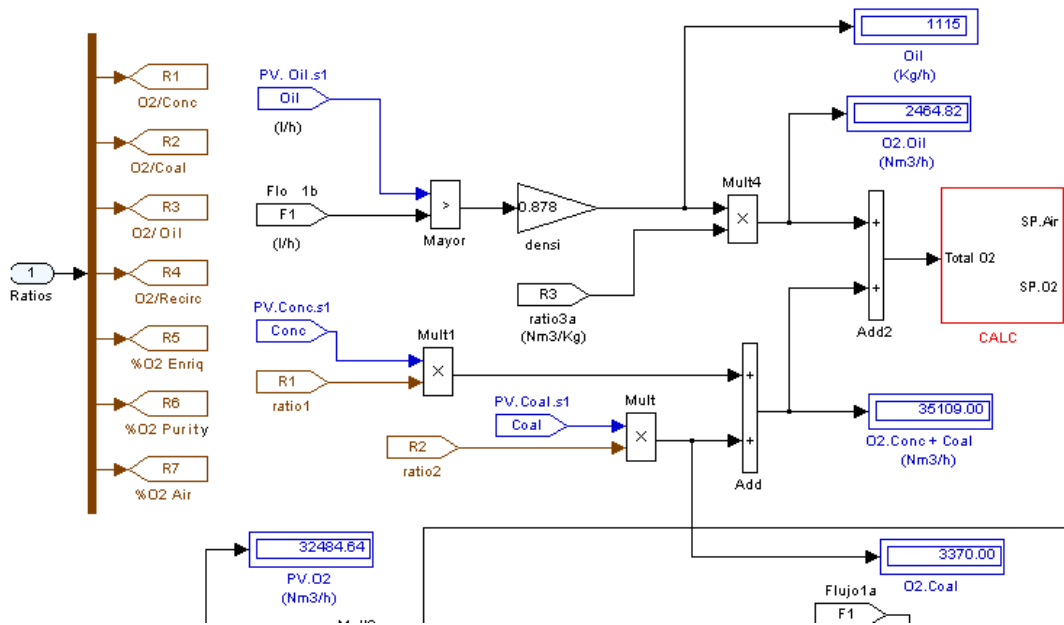 1
Ratios
R1
O2/Conc
R2
O2/Coal
R3
O2/ Oil
R4
O2/Recirc
R5
%O2 Enriq
R6
%O2 Purity
R7
%O2 Air
PV. Oil.s1
Oil
(l/h)
Flo 1b
F1
(l/h)
>
Mayor
0.878
densi
R3
ratio3a
(Nm3/Kg)
Mult4
×
1115
Oil
(Kg/h)
2464.82
O2.Oil
(Nm3/h)
+
+
Add2
Total O2
SP.Air
SP.O2
CALC
PV.Conc.s1
Conc
R1
ratio1
Mult1
×
PV.Coal.s1
Coal
R2
ratio2
Mult
×
+
+
Add
35109.00
O2.Conc + Coal
(Nm3/h)
32484.64
PV.O2
(Nm3/h)
3370.00
O2.Coal
Flujo1a
F1